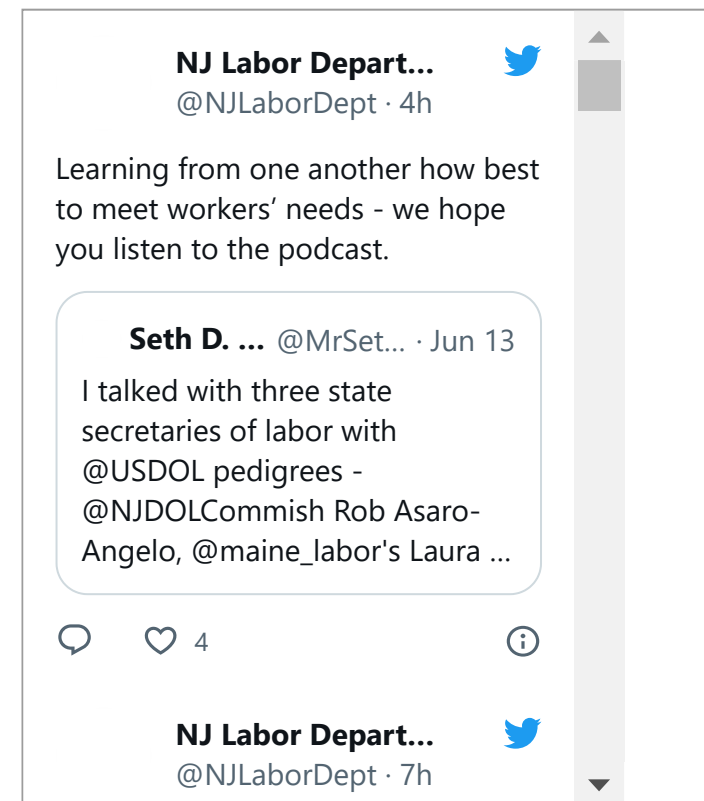 NJ Labor Depart...
@NJLaborDept · 4h
Learning from one another how best
to meet workers’ needs - we hope
you listen to the podcast.
Seth D. ... @MrSet... · Jun 13
I talked with three state
secretaries of labor with
@USDOL pedigrees -
@NJDOLCommish Rob Asaro-
Angelo, @maine_labor's Laura ...
4
NJ Labor Depart...
@NJLaborDept · 7h